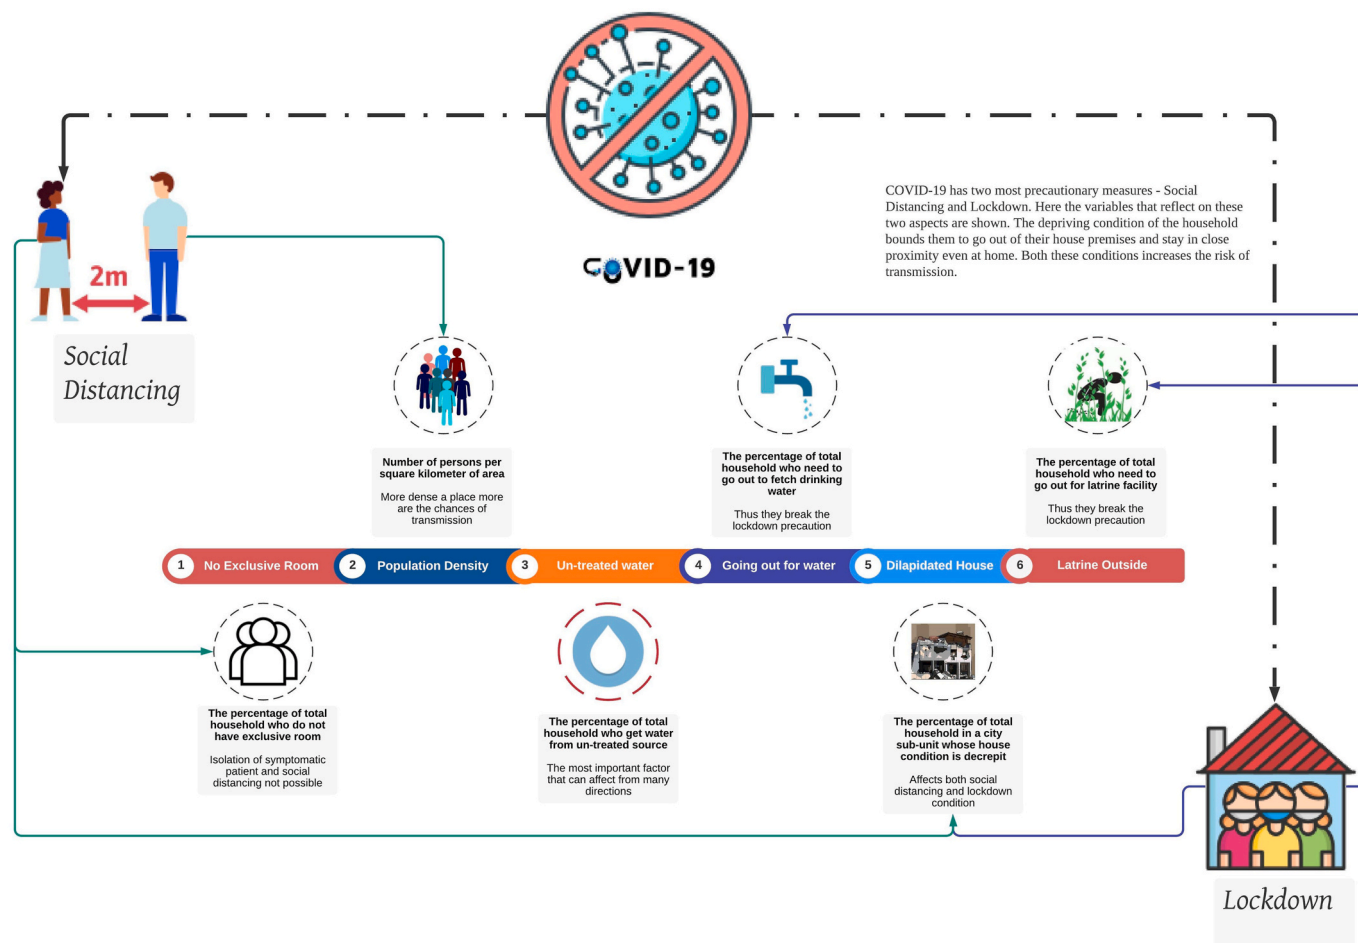 COVID-19 has two most precautionary measures - Social
Distancing and Lockdown. Here the variables that reflect on these
two aspects are shown. The depriving condition of the household
bounds them to go out of their house premises and stay in close
proximity even at home. Both these conditions increases the risk of
transmission.
COVID-19
2m
Social
Distancing
Number of persons per
square kilometer of area
More dense a place more
are the chances of
transmission
The percentage of total
household who need to
go out to fetch drinking
water
Thus they break the
lockdown precaution
The percentage of total
household who need to
go out for latrine facility
Thus they break the
lockdown precaution
1 No Exclusive Room
2 Population Density
3 Un-treated water
4 Going out for water
5 Dilapidated House
6 Latrine Outside
The percentage of total
household who do not
have exclusive room
Isolation of symptomatic
patient and social
distancing not possible
The percentage of total
household who get water
from un-treated source
The most important factor
that can affect from many
directions
The percentage of total
household in a city
sub-unit whose house
condition is decrepit
Affects both social
distancing and lockdown
condition
Lockdown